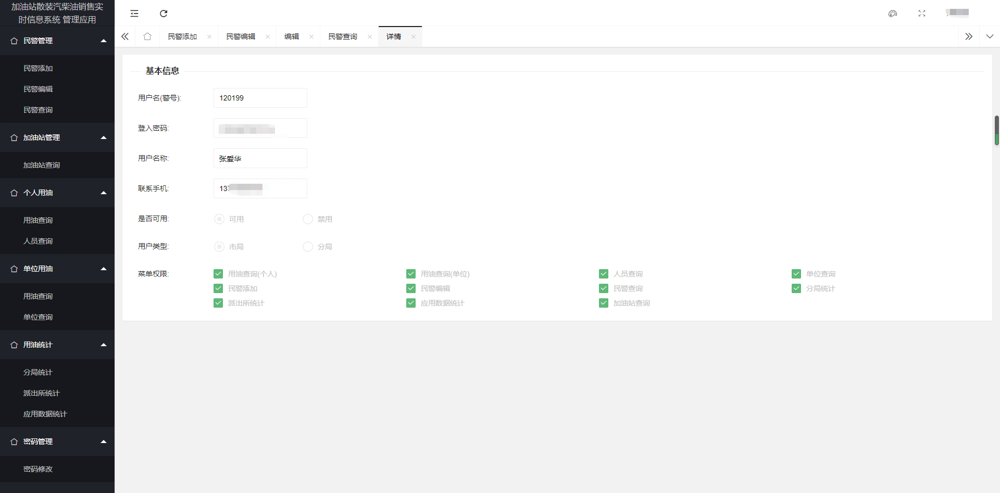 加油站散装汽柴油销售实
时信息系统 管理应用
民警管理
民警添加
民警编辑
民警查询
加油站管理
加油站查询
个人用油
用油查询
人员查询
单位用油
用油查询
单位查询
用油统计
分局统计
派出所统计
应用数据统计
密码管理
密码修改
民警添加 民警编辑 编辑 民警查询 详情
基本信息
用户名(警号): 120199
登入密码:
用户名称: 张爱华
联系手机: 137
是否可用: 可用 禁用
用户类型: 市局 分局
菜单权限: 用油查询(个人) 用油查询(单位) 人员查询 单位查询
民警添加 民警编辑 民警查询 分局统计
派出所统计 应用数据统计 加油站查询